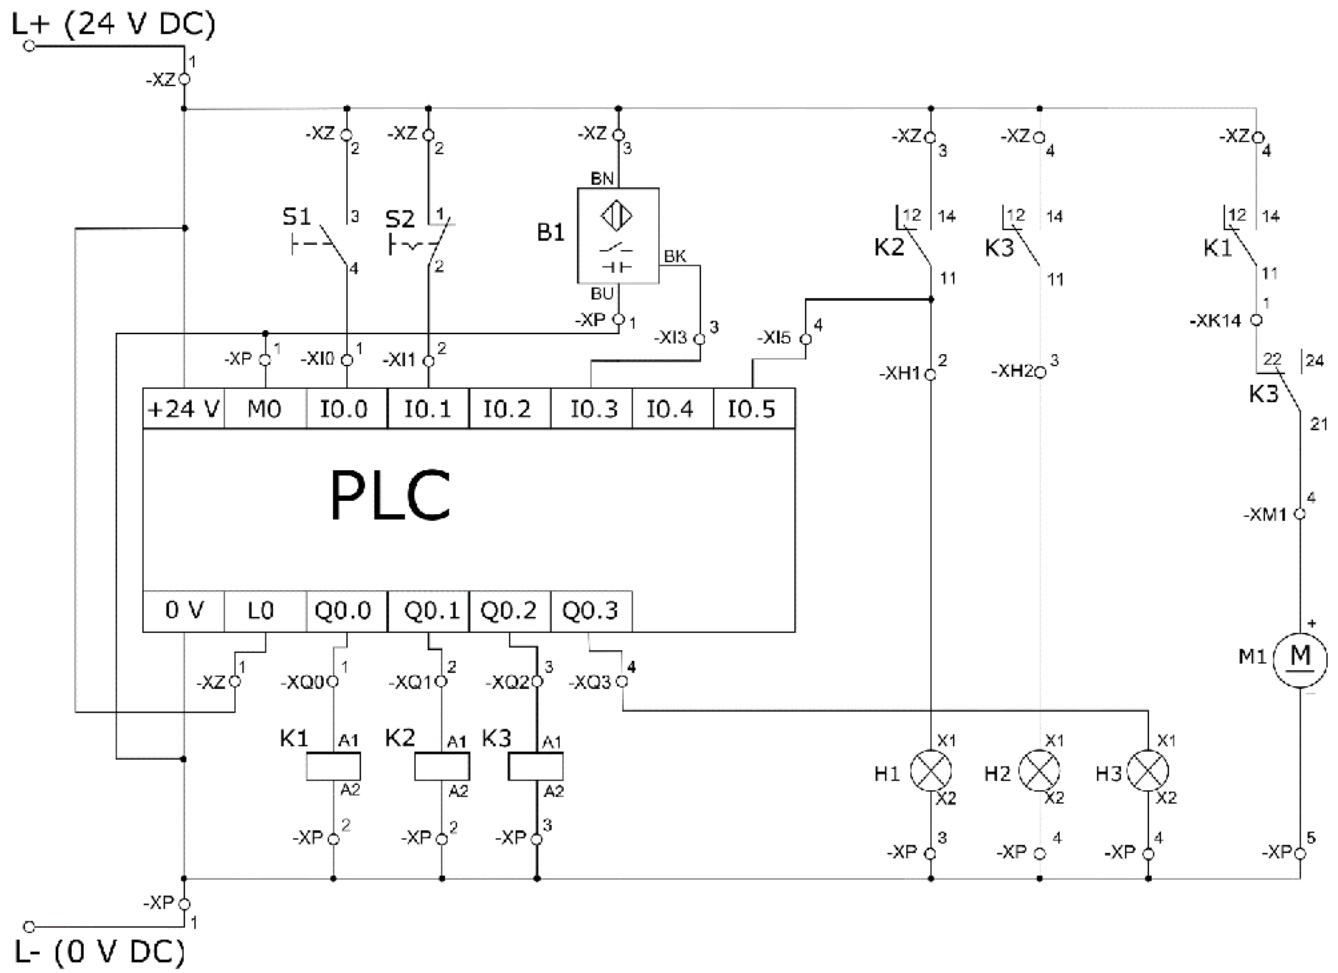 L+ (24 V DC)
-XZ 1
-XZ 2
-XZ 2
-XZ 3
-XZ 3
-XZ 4
-XZ 4
BN
S1 3 4
S2 1 2
B1
BK
BU
K2 12 14 11
K3 12 14 11
K1 12 14 11
-XP 1
-XP 1
-XI0 1
-XI1 2
-XI3 3
-XI5 4
-XH1 2
-XH2 3
-XK14 1
K3 22 24 21
+24 V M0 I0.0 I0.1 I0.2 I0.3 I0.4 I0.5
PLC
-XM1 4
0 V L0 Q0.0 Q0.1 Q0.2 Q0.3
-XZ 1
-XQ0 1
-XQ1 2
-XQ2 3
-XQ3 4
M1 M + –
K1 A1 A2
K2 A1 A2
K3 A1 A2
H1 X1 X2
H2 X1 X2
H3 X1 X2
-XP 2
-XP 2
-XP 3
-XP 3
-XP 4
-XP 4
-XP 5
-XP 1
L- (0 V DC)